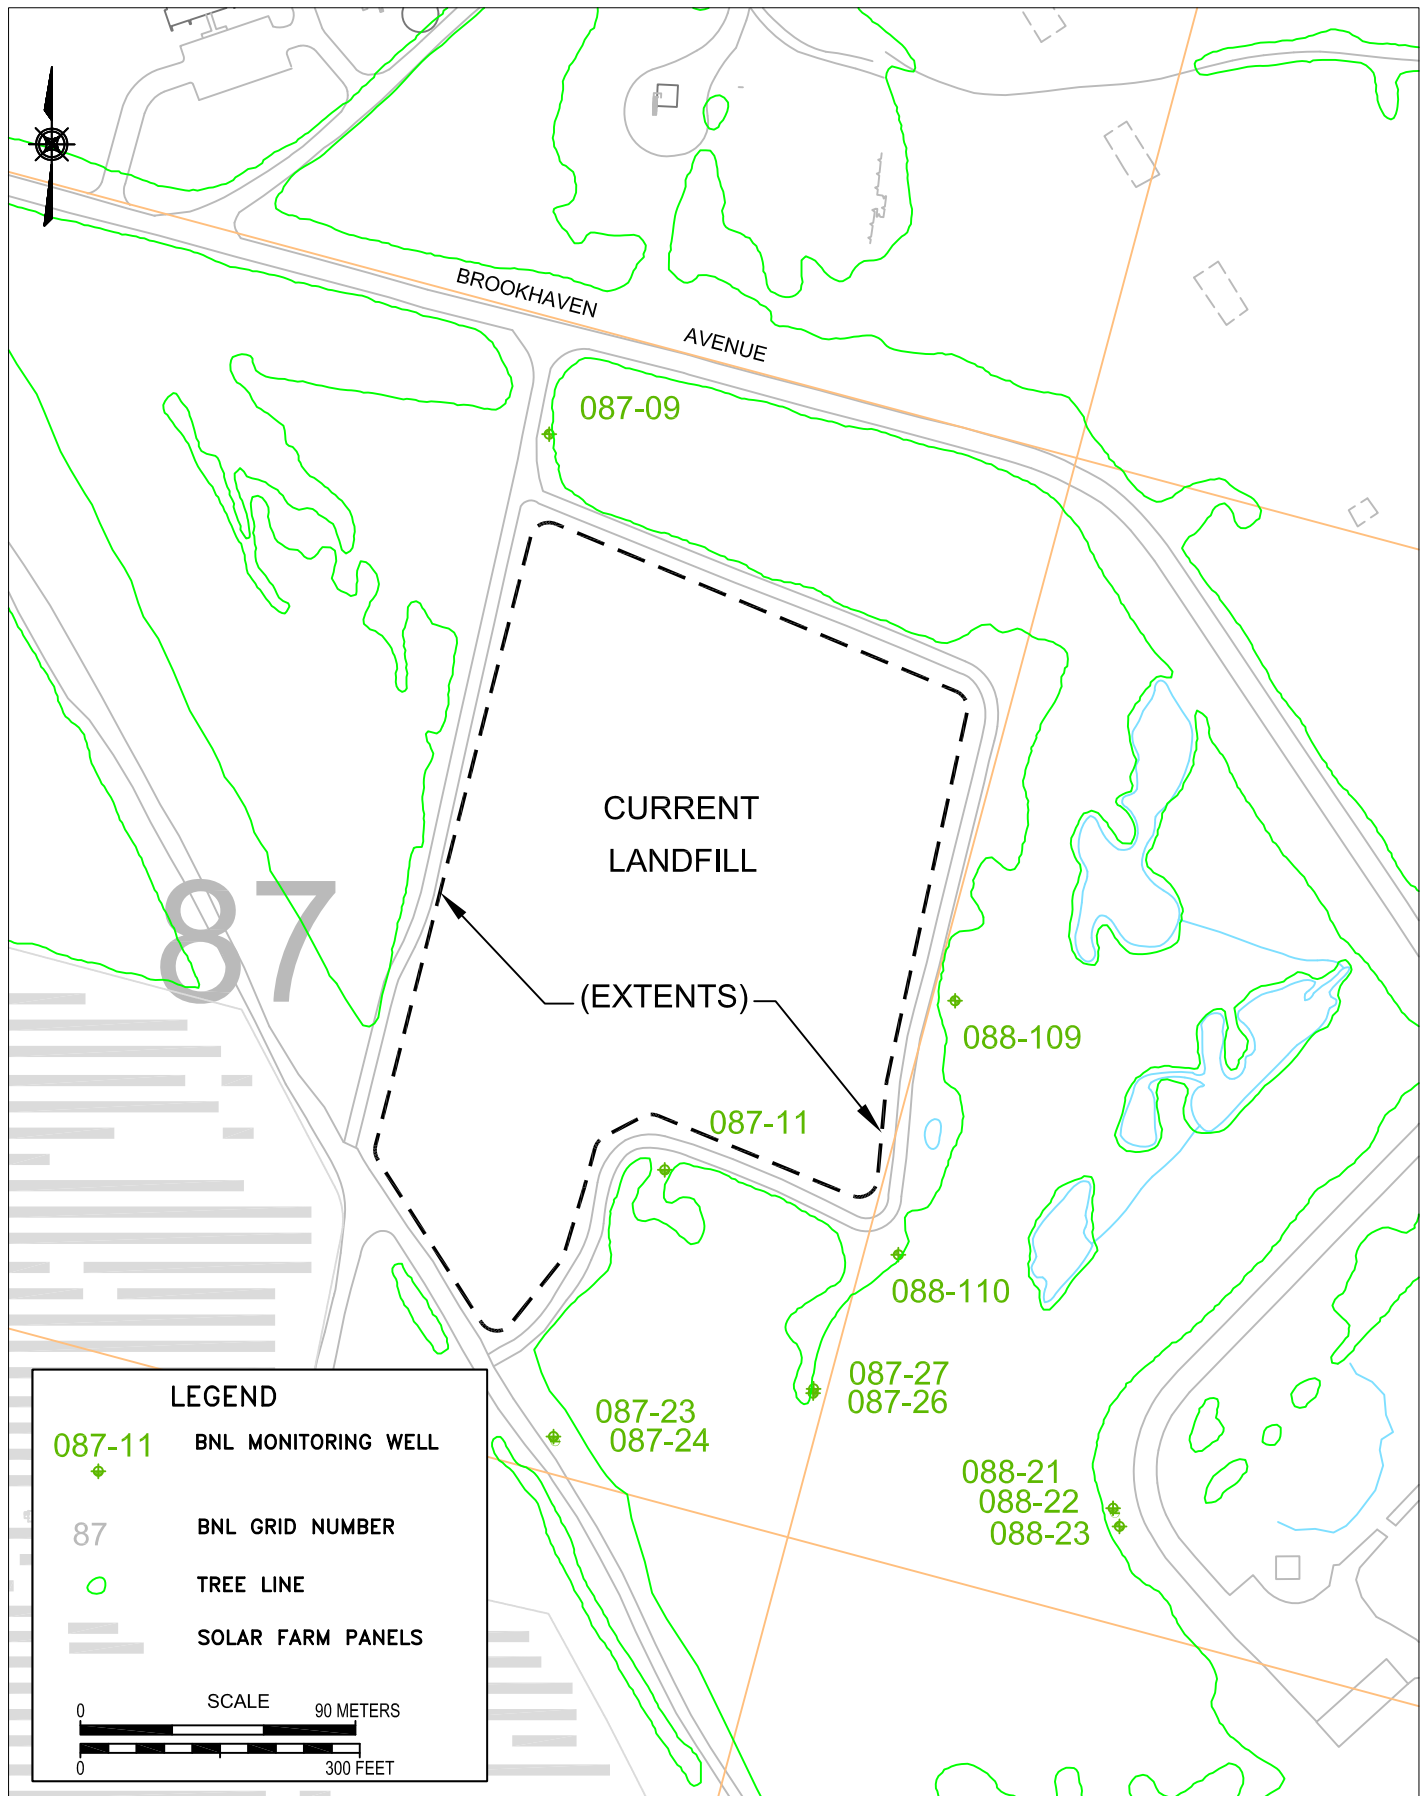 BROOKHAVEN
AVENUE
087-09
CURRENT
LANDFILL
87
(EXTENTS)
088-109
087-11
088-110
087-27
087-26
087-23
087-24
088-21
088-22
088-23
LEGEND
087-11 BNL MONITORING WELL
87 BNL GRID NUMBER
TREE LINE
SOLAR FARM PANELS
SCALE
0 90 METERS
0 300 FEET